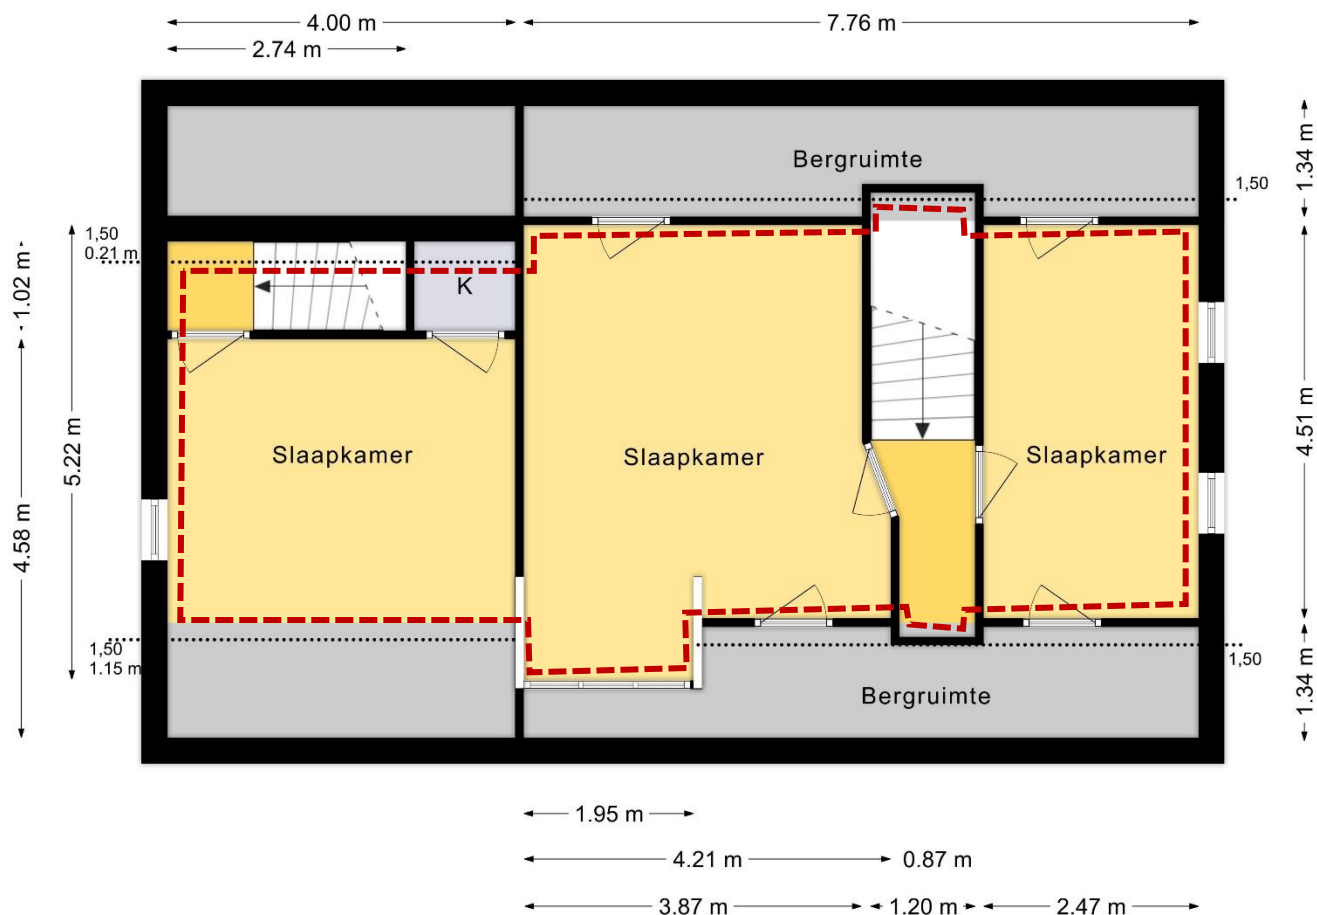 4.00 m
7.76 m
2.74 m
Bergruimte
1.34 m
1,50
1,50
0.21 m
1.02 m
K
5.22 m
4.58 m
Slaapkamer
Slaapkamer
Slaapkamer
4.51 m
1,50
1.15 m
1,50
Bergruimte
1.34 m
1.95 m
4.21 m
0.87 m
3.87 m
1.20 m
2.47 m